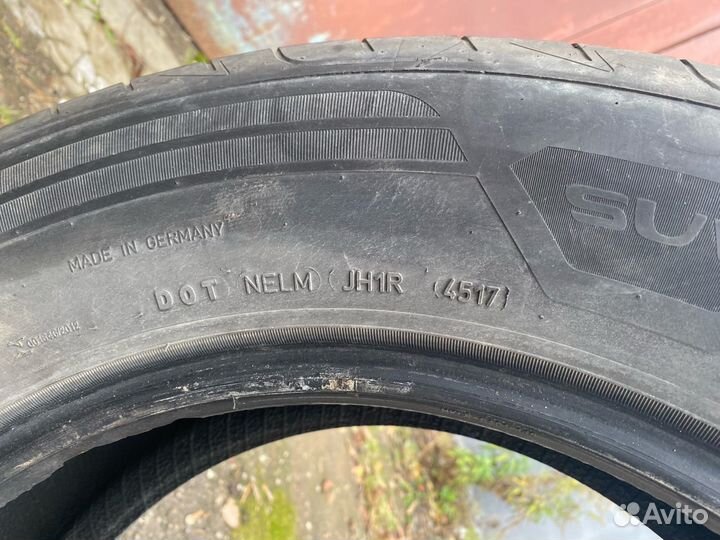 SU
MADE IN GERMANY
DOT NELM JH1R (4517)
Avito